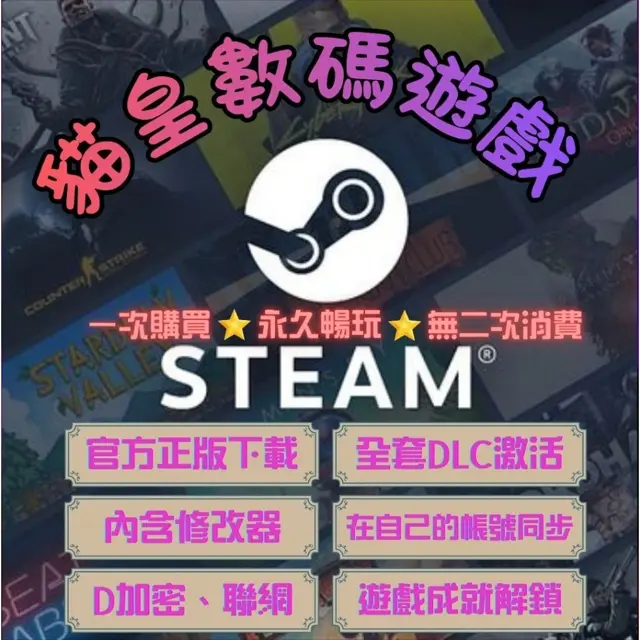 貓皇數碼遊戲
COUNTER STRIKE
STARDEW VALLEY
一次購買⭐永久暢玩⭐無二次消費
STEAM®
官方正版下載 全套DLC激活
內含修改器 在自己的帳號同步
D加密、聯網 遊戲成就解鎖